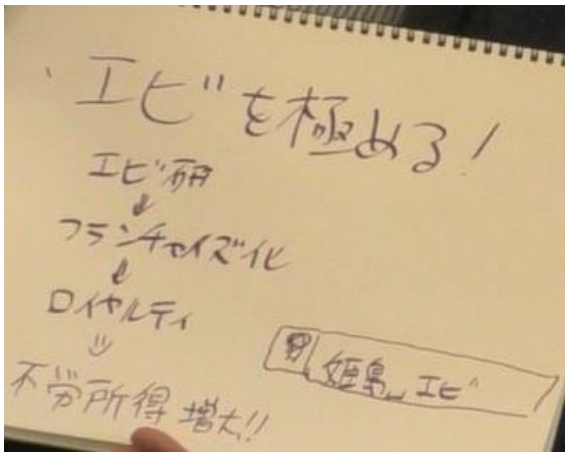 エビを極める!
エビ研
↓
フランチャイズ化
↓
ロイヤルティ
↓
不労所得 増大!!
姫島_エビ